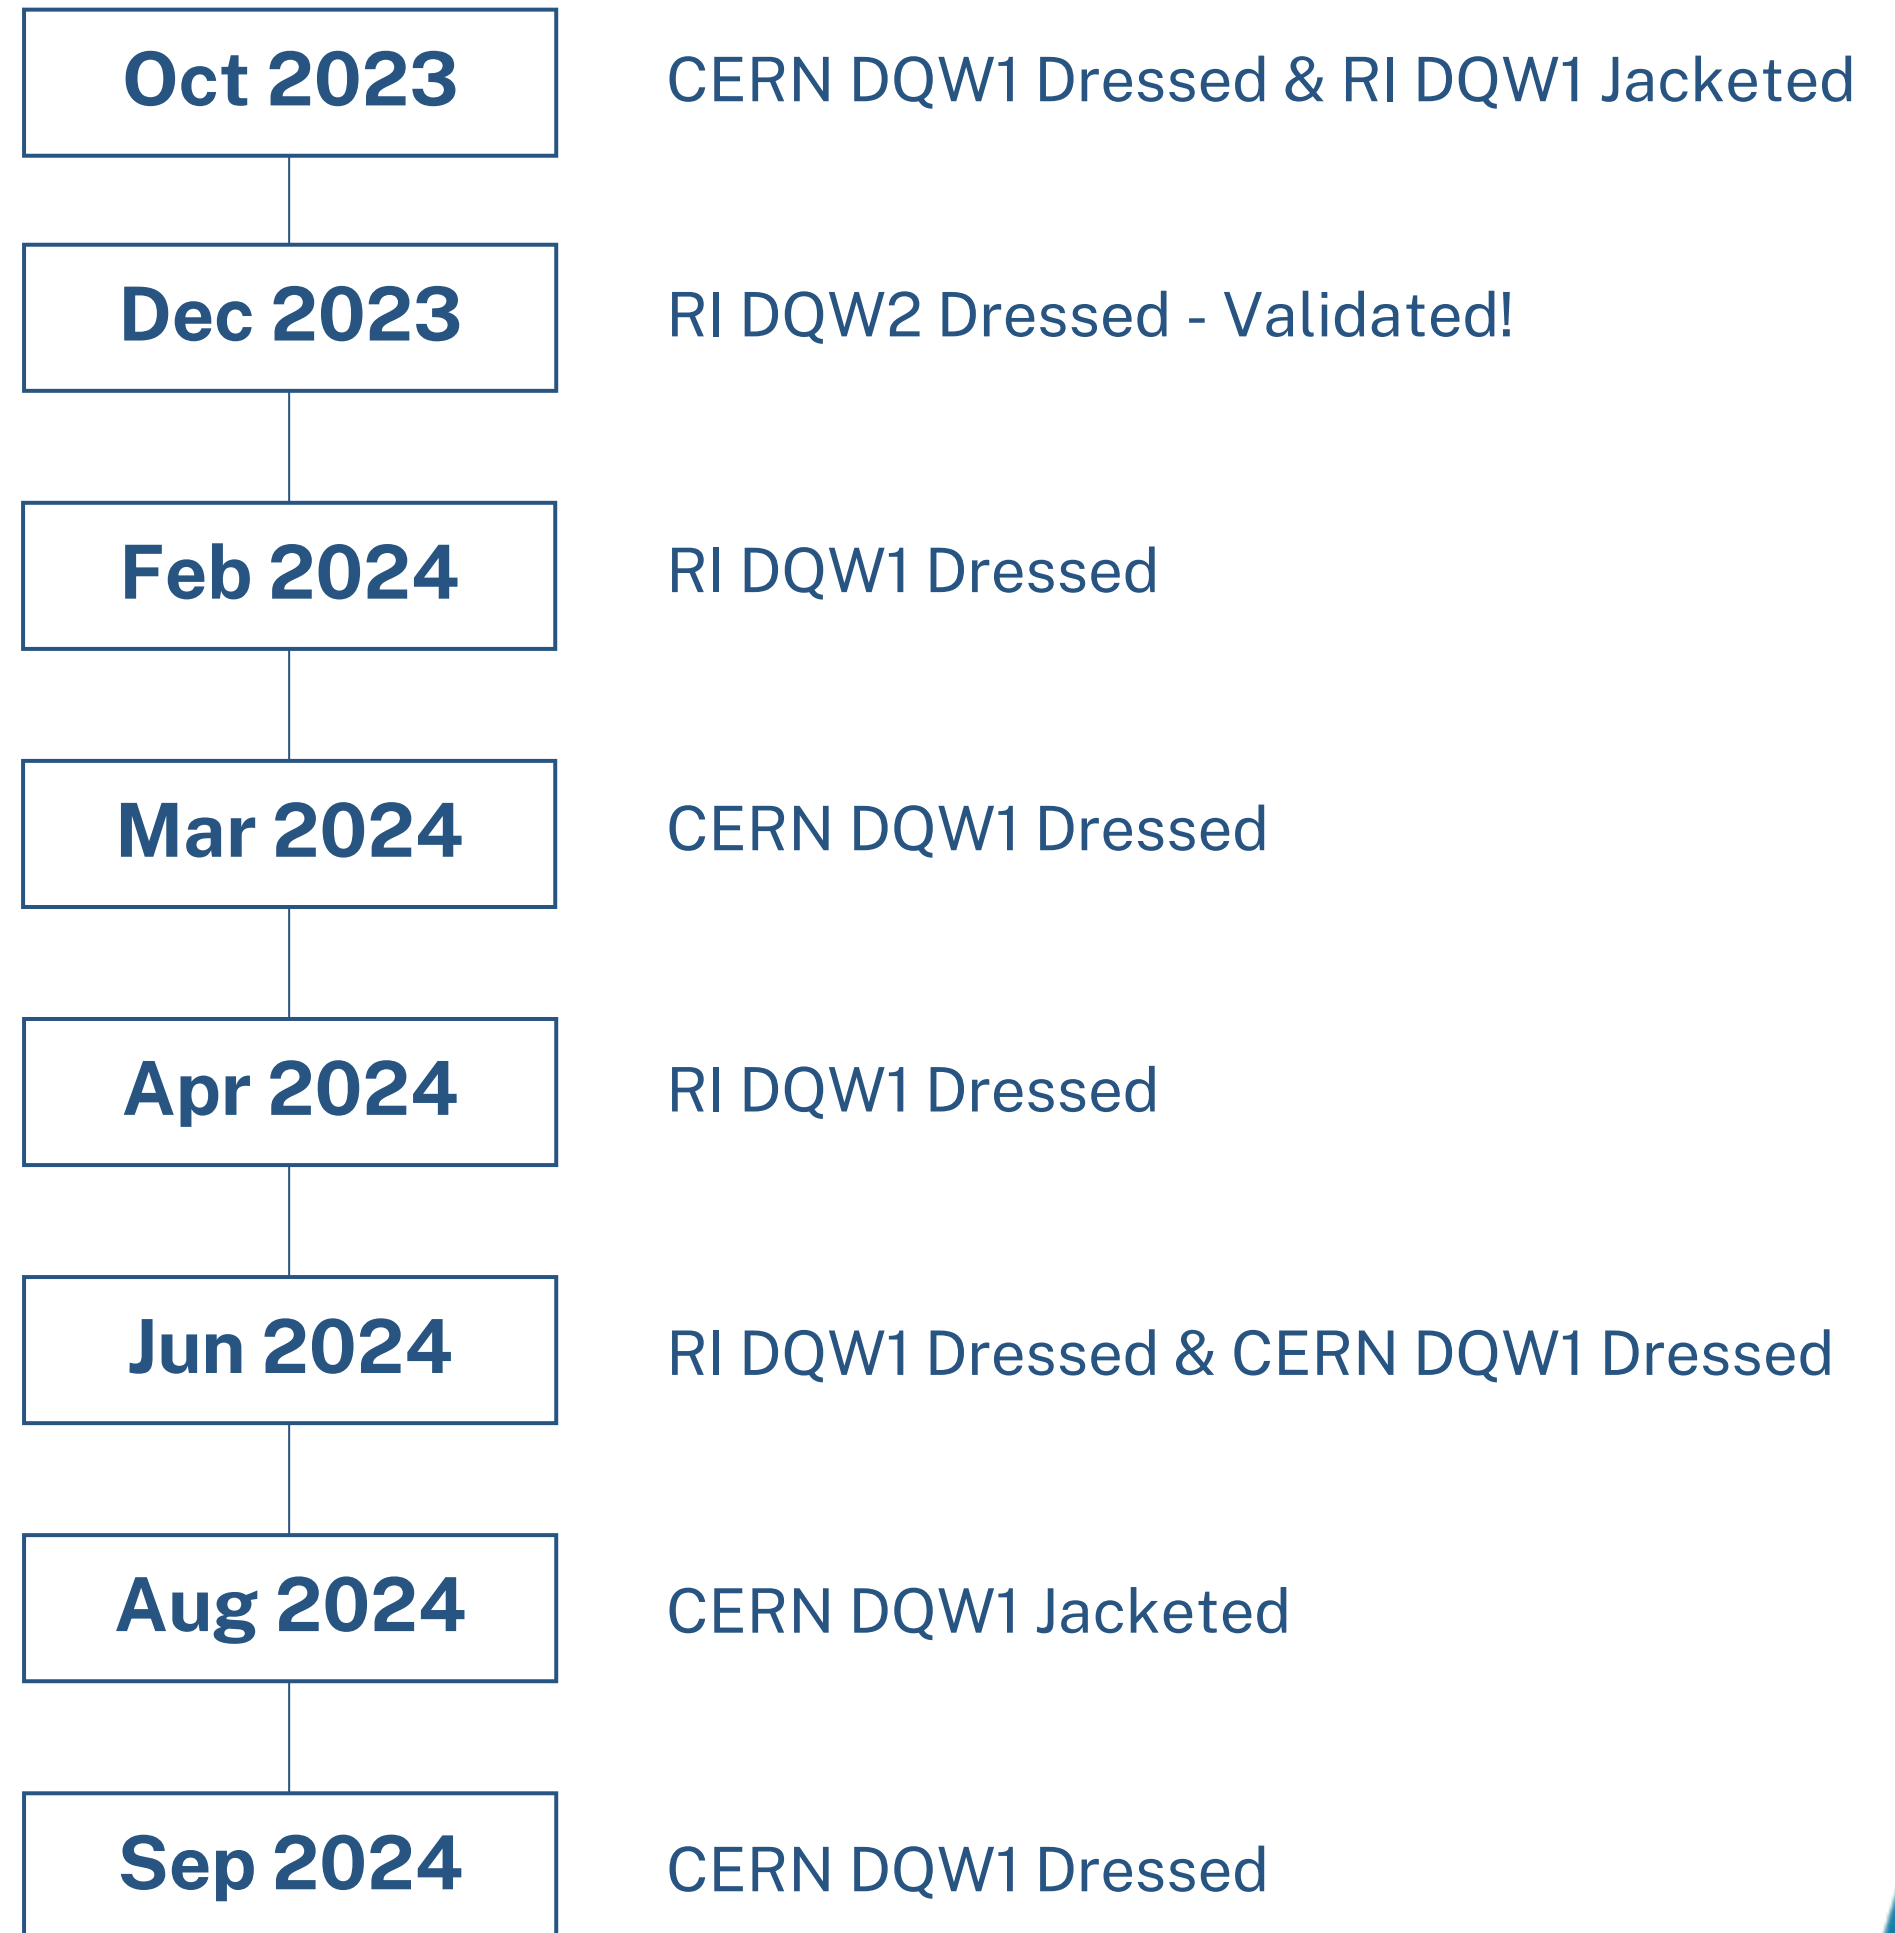 Oct 2023 CERN DQW1 Dressed & RI DQW1 Jacketed
Dec 2023 RI DQW2 Dressed - Validated!
Feb 2024 RI DQW1 Dressed
Mar 2024 CERN DQW1 Dressed
Apr 2024 RI DQW1 Dressed
Jun 2024 RI DQW1 Dressed & CERN DQW1 Dressed
Aug 2024 CERN DQW1 Jacketed
Sep 2024 CERN DQW1 Dressed